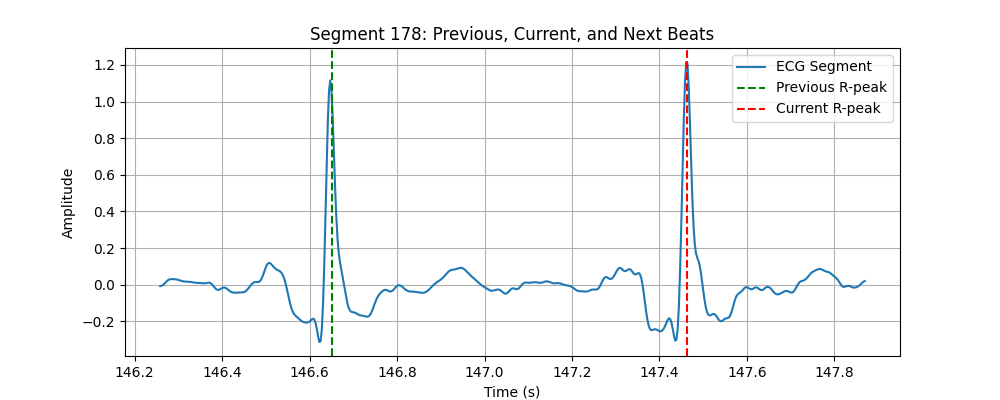 Segment 178: Previous, Current, and Next Beats
ECG Segment
Previous R-peak
Current R-peak
1.2
1.0
0.8
0.6
0.4
0.2
0.0
−0.2
Amplitude
146.2 146.4 146.6 146.8 147.0 147.2 147.4 147.6 147.8
Time (s)